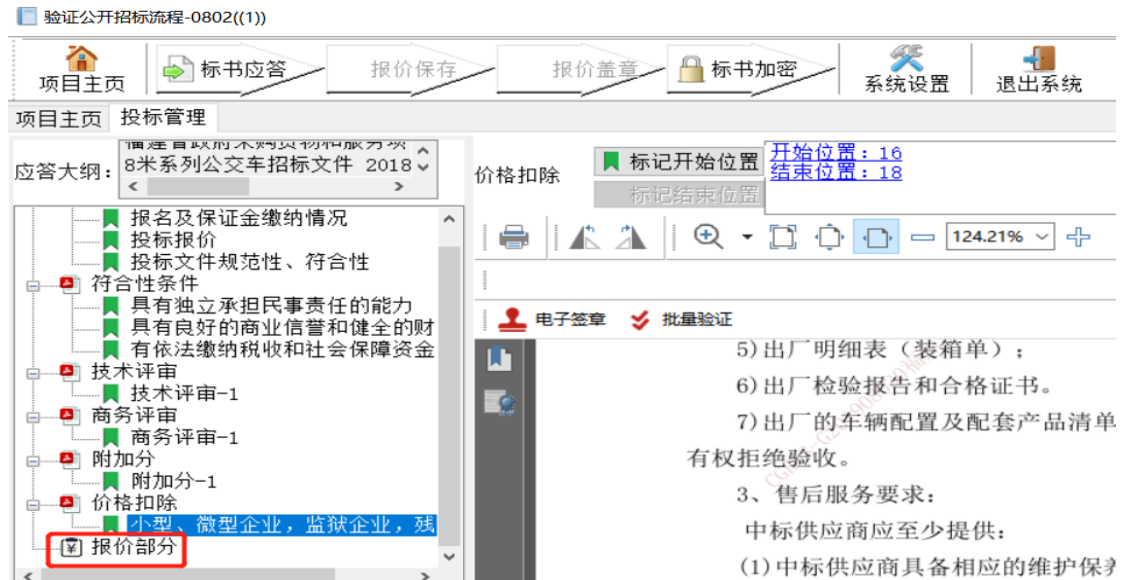 验证公开招标流程-0802((1))
项目主页 标书应答 报价保存 报价盖章 标书加密 系统设置 退出系统
项目主页 投标管理
应答大纲:
8米系列公交车招标文件 2018
价格扣除
标记开始位置
标记结束位置
开始位置: 16
结束位置: 18
124.21%
电子签章 批量验证
报名及保证金缴纳情况
投标报价
投标文件规范性、符合性
符合性条件
具有独立承担民事责任的能力
具有良好的商业信誉和健全的财
有依法缴纳税收和社会保障资金
技术评审
技术评审-1
商务评审
商务评审-1
附加分
附加分-1
价格扣除
小型、微型企业，监狱企业，残
报价部分
5)出厂明细表（装箱单）;
6)出厂检验报告和合格证书。
7)出厂的车辆配置及配套产品清单
有权拒绝验收。
3、售后服务要求:
中标供应商应至少提供:
(1)中标供应商具备相应的维护保养